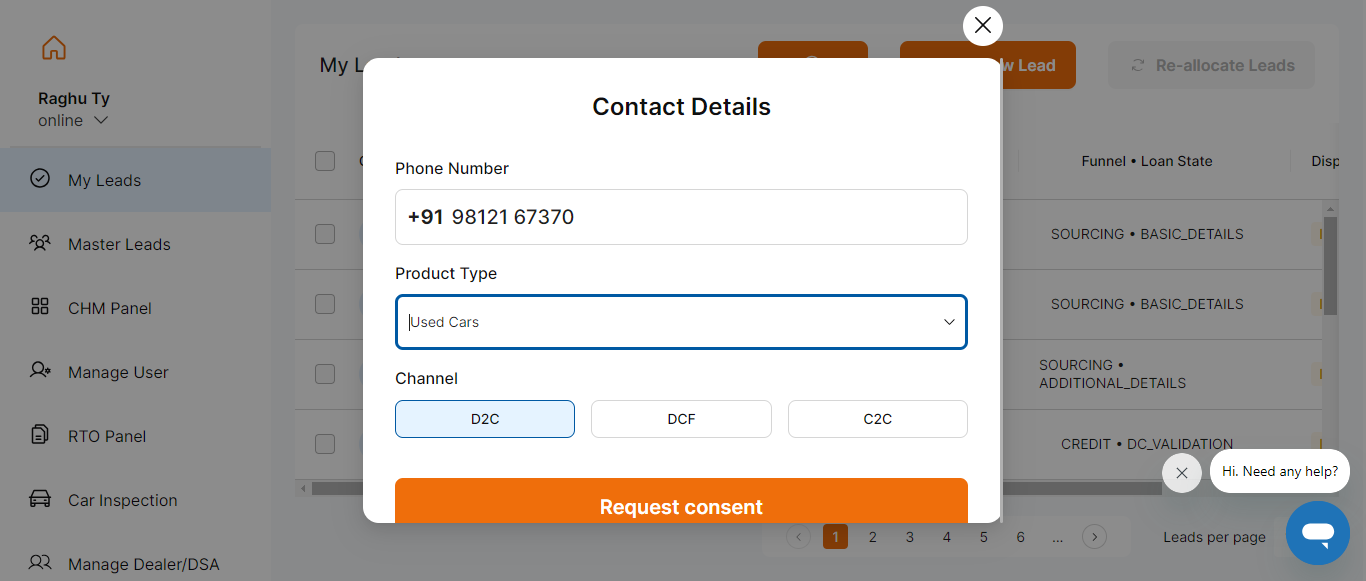 Raghu Ty
online
My Leads
Master Leads
CHM Panel
Manage User
RTO Panel
Car Inspection
Manage Dealer/DSA
My L
w Lead
Re-allocate Leads
Contact Details
Phone Number
+91 98121 67370
Product Type
Used Cars
Channel
D2C
DCF
C2C
Request consent
Funnel • Loan State
Disp
SOURCING • BASIC_DETAILS
SOURCING • BASIC_DETAILS
SOURCING •
ADDITIONAL_DETAILS
CREDIT • DC_VALIDATION
Hi. Need any help?
1 2 3 4 5 6 ...
Leads per page